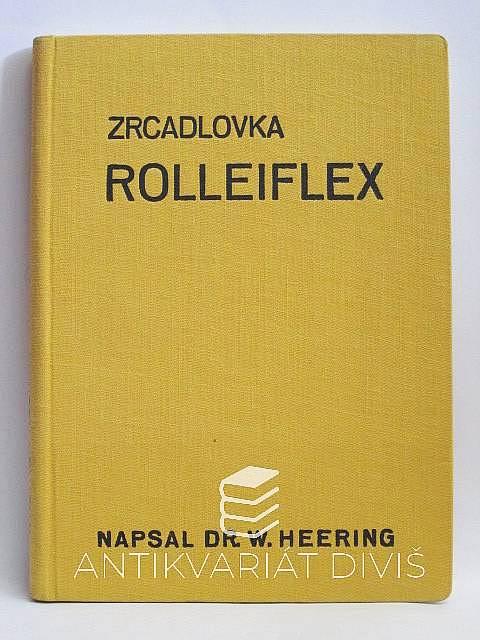 ZRCADLOVKA
ROLLEIFLEX
NAPSAL DR. W. HEERING
ANTIKVARIÁT DIVIŠ